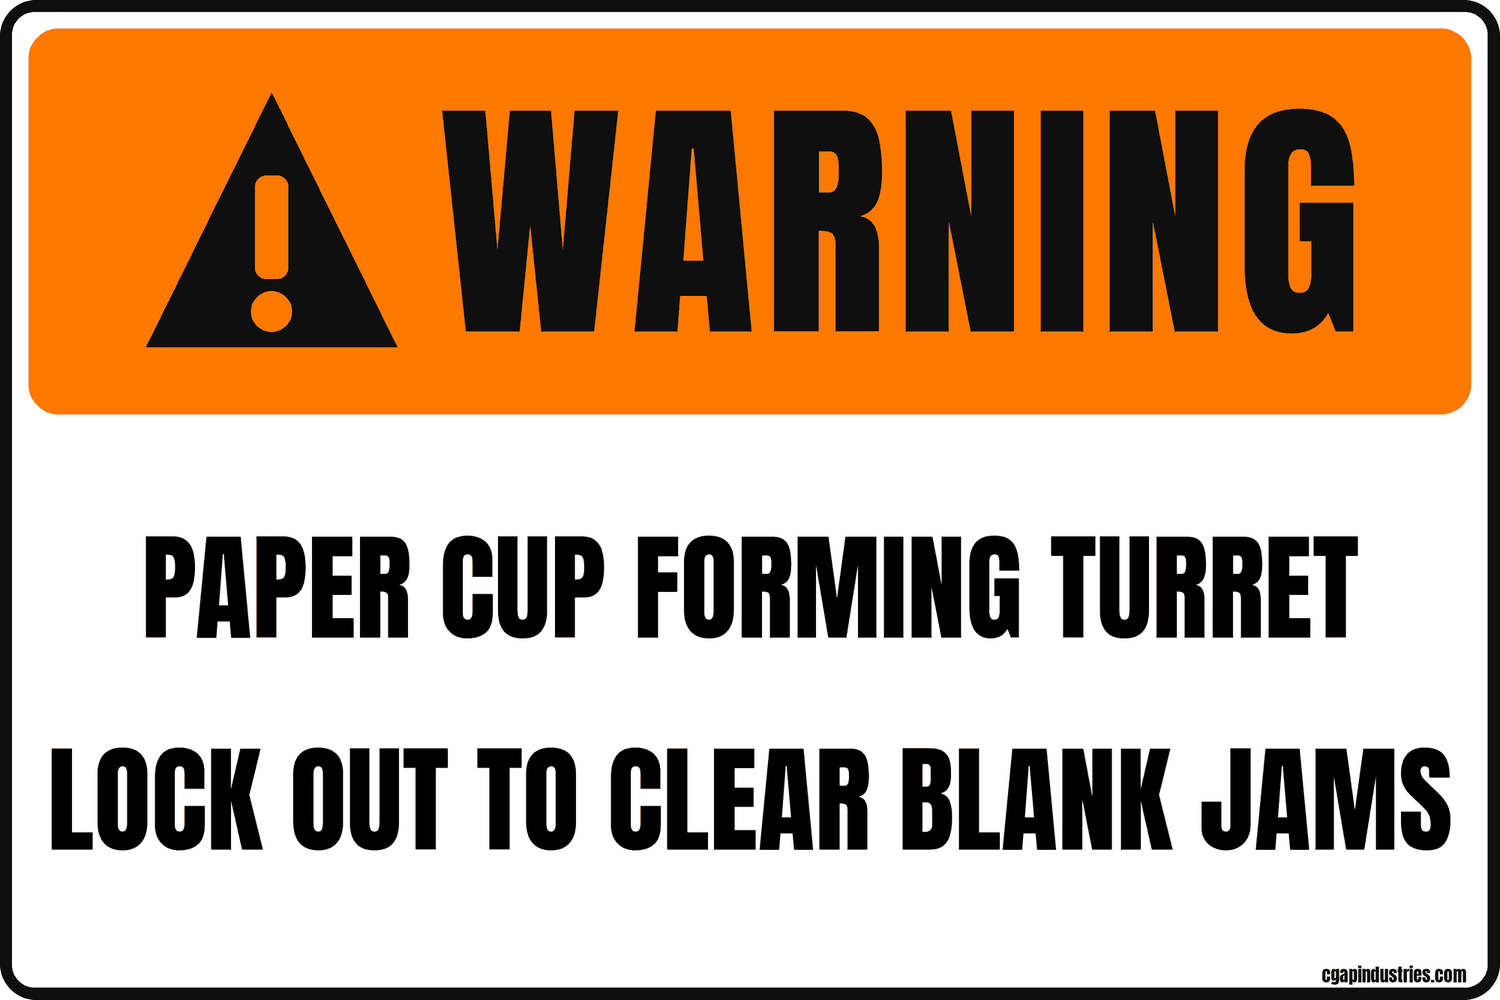 WARNING
PAPER CUP FORMING TURRET
LOCK OUT TO CLEAR BLANK JAMS
cgapindustries.com